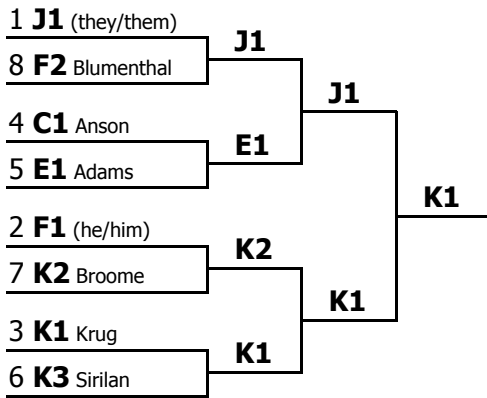 1 J1 (they/them)
8 F2 Blumenthal
4 C1 Anson
5 E1 Adams
2 F1 (he/him)
7 K2 Broome
3 K1 Krug
6 K3 Sirilan
J1
E1
K2
K1
J1
K1
K1